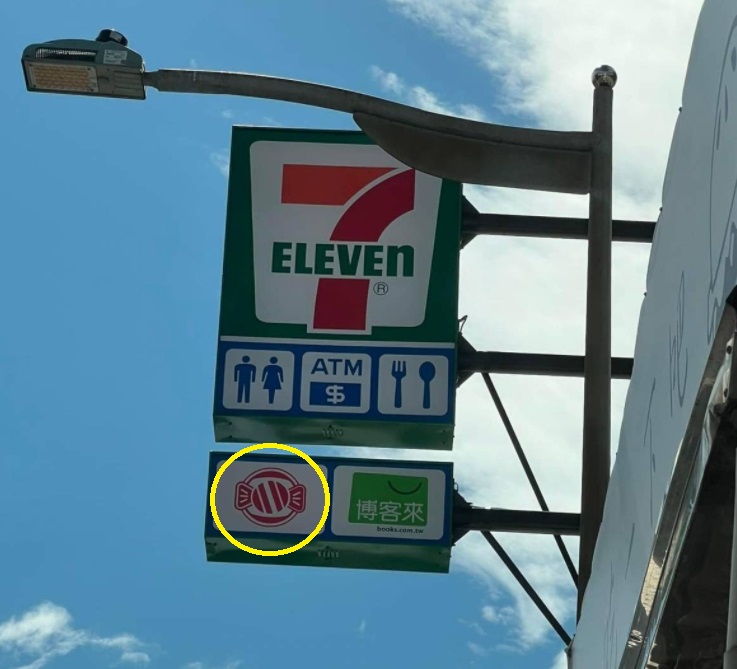 7
ELEVEn
®
ATM
$
博客來
books.com.tw